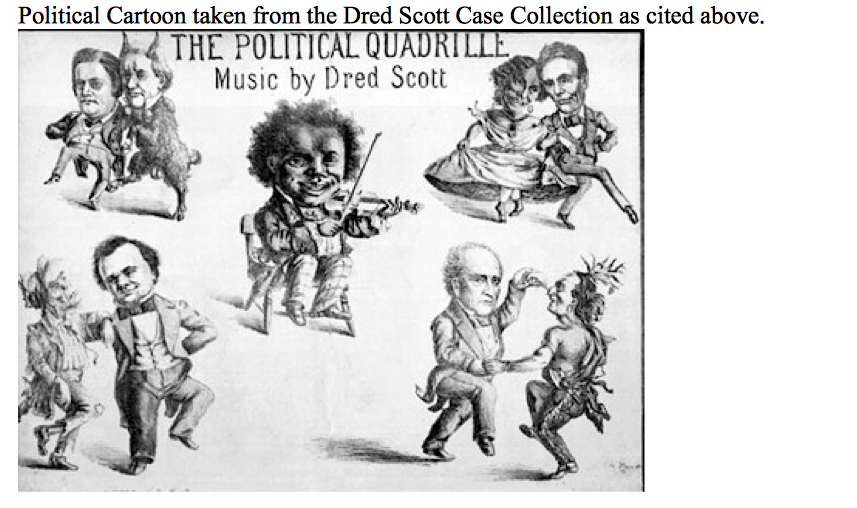 Political Cartoon taken from the Dred Scott Case Collection as cited above.
THE POLITICAL QUADRILLE
Music by Dred Scott